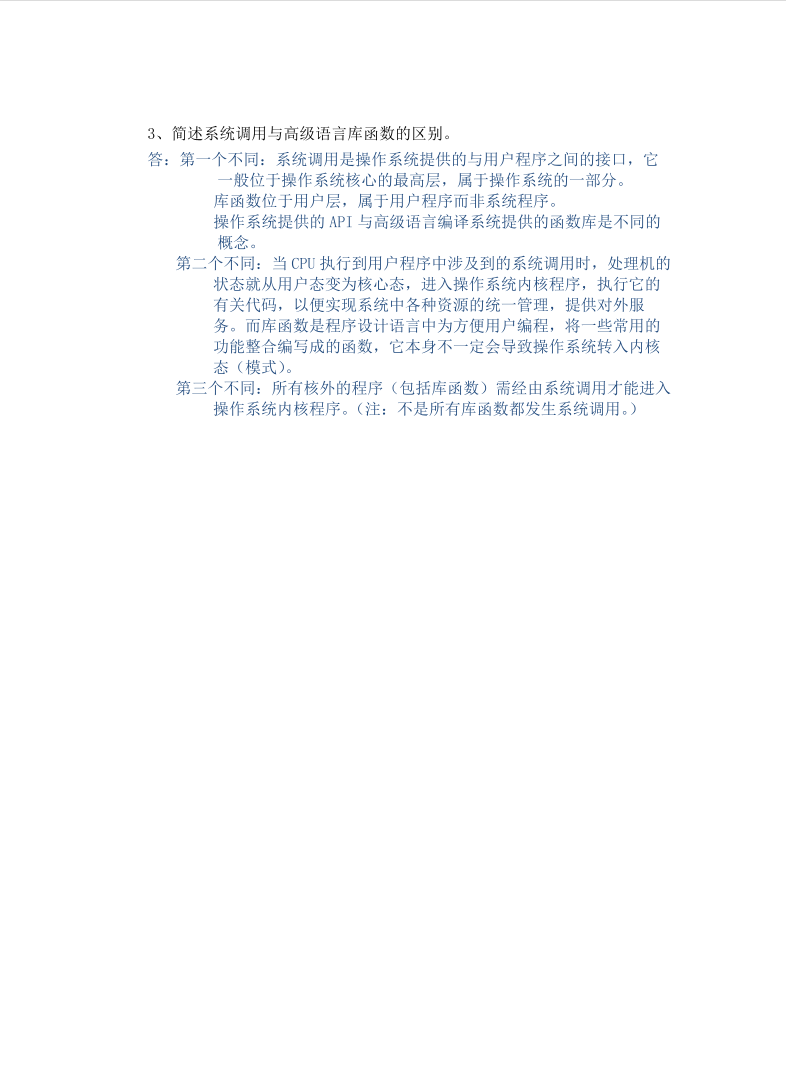 3、简述系统调用与高级语言库函数的区别。
答：第一个不同：系统调用是操作系统提供的与用户程序之间的接口，它
一般位于操作系统核心的最高层，属于操作系统的一部分。
库函数位于用户层，属于用户程序而非系统程序。
操作系统提供的 API 与高级语言编译系统提供的函数库是不同的
概念。
第二个不同：当 CPU 执行到用户程序中涉及到的系统调用时，处理机的
状态就从用户态变为核心态，进入操作系统内核程序，执行它的
有关代码，以便实现系统中各种资源的统一管理，提供对外服
务。而库函数是程序设计语言中为方便用户编程，将一些常用的
功能整合编写成的函数，它本身不一定会导致操作系统转入内核
态（模式）。
第三个不同：所有核外的程序（包括库函数）需经由系统调用才能进入
操作系统内核程序。（注：不是所有库函数都发生系统调用。）